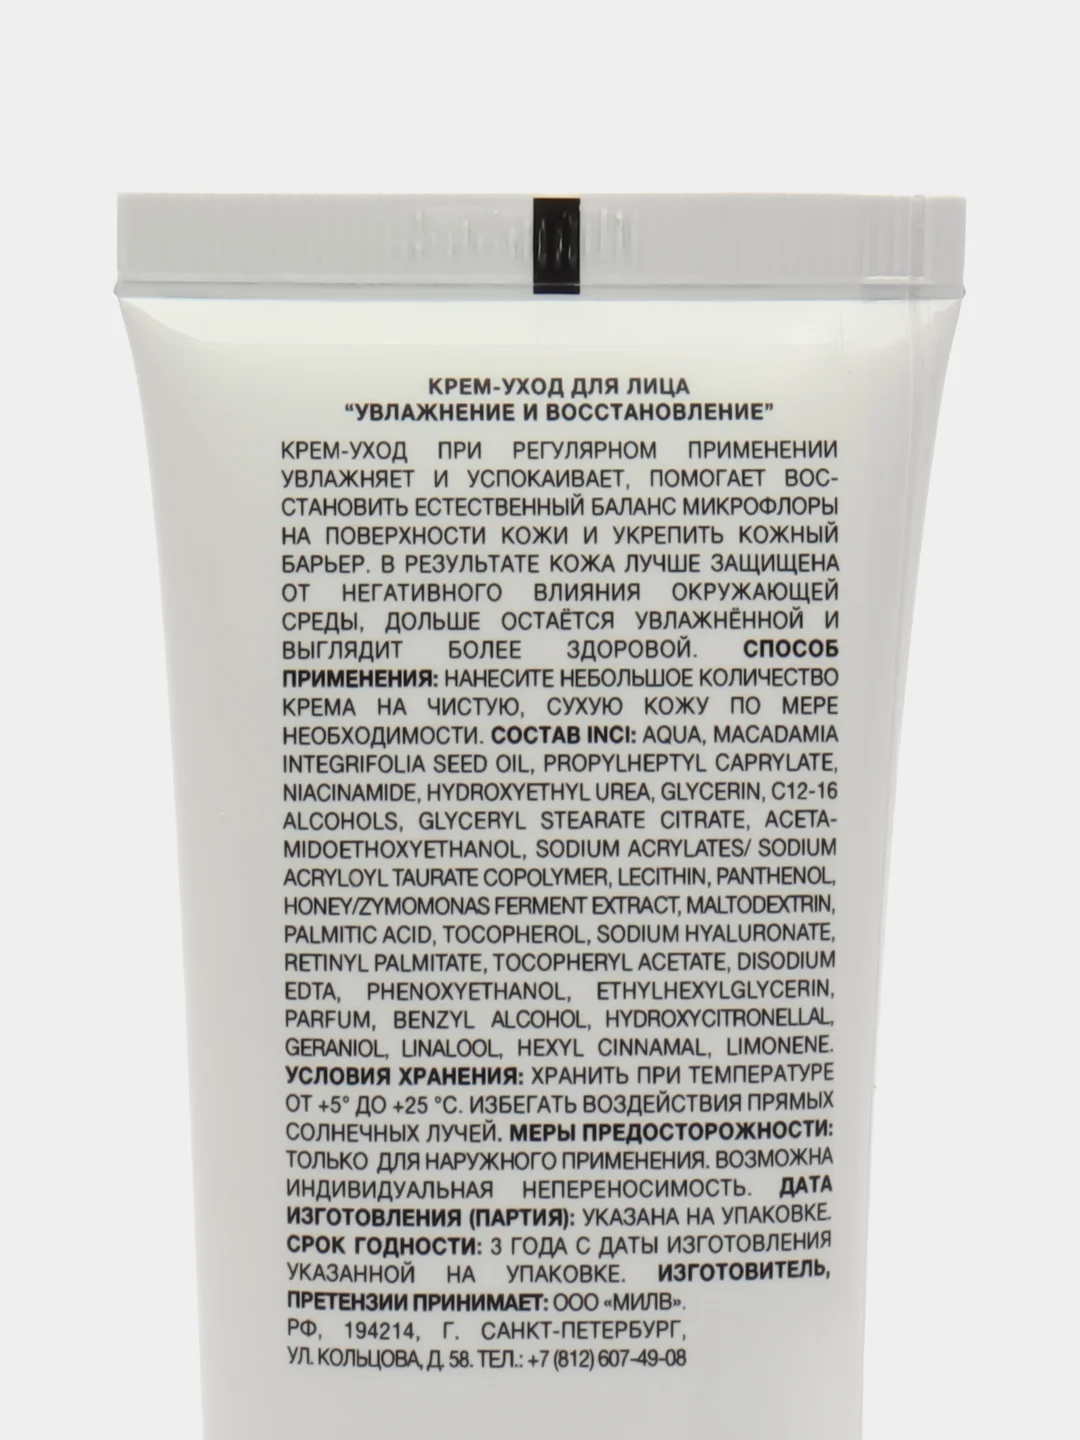 КРЕМ-УХОД ДЛЯ ЛИЦА
“УВЛАЖНЕНИЕ И ВОССТАНОВЛЕНИЕ”
КРЕМ-УХОД ПРИ РЕГУЛЯРНОМ ПРИМЕНЕНИИ
УВЛАЖНЯЕТ И УСПОКАИВАЕТ, ПОМОГАЕТ ВОС-
СТАНОВИТЬ ЕСТЕСТВЕННЫЙ БАЛАНС МИКРОФЛОРЫ
НА ПОВЕРХНОСТИ КОЖИ И УКРЕПИТЬ КОЖНЫЙ
БАРЬЕР. В РЕЗУЛЬТАТЕ КОЖА ЛУЧШЕ ЗАЩИЩЕНА
ОТ НЕГАТИВНОГО ВЛИЯНИЯ ОКРУЖАЮЩЕЙ
СРЕДЫ, ДОЛЬШЕ ОСТАЁТСЯ УВЛАЖНЁННОЙ И
ВЫГЛЯДИТ БОЛЕЕ ЗДОРОВОЙ. СПОСОБ
ПРИМЕНЕНИЯ: НАНЕСИТЕ НЕБОЛЬШОЕ КОЛИЧЕСТВО
КРЕМА НА ЧИСТУЮ, СУХУЮ КОЖУ ПО МЕРЕ
НЕОБХОДИМОСТИ. СОСТАВ INCI: AQUA, MACADAMIA
INTEGRIFOLIA SEED OIL, PROPYLHEPTYL CAPRYLATE,
NIACINAMIDE, HYDROXYETHYL UREA, GLYCERIN, C12-16
ALCOHOLS, GLYCERYL STEARATE CITRATE, ACETA-
MIDOETHOXYETHANOL, SODIUM ACRYLATES/ SODIUM
ACRYLOYL TAURATE COPOLYMER, LECITHIN, PANTHENOL,
HONEY/ZYMOMONAS FERMENT EXTRACT, MALTODEXTRIN,
PALMITIC ACID, TOCOPHEROL, SODIUM HYALURONATE,
RETINYL PALMITATE, TOCOPHERYL ACETATE, DISODIUM
EDTA, PHENOXYETHANOL, ETHYLHEXYLGLYCERIN,
PARFUM, BENZYL ALCOHOL, HYDROXYCITRONELLAL,
GERANIOL, LINALOOL, HEXYL CINNAMAL, LIMONENE.
УСЛОВИЯ ХРАНЕНИЯ: ХРАНИТЬ ПРИ ТЕМПЕРАТУРЕ
ОТ +5° ДО +25 °С. ИЗБЕГАТЬ ВОЗДЕЙСТВИЯ ПРЯМЫХ
СОЛНЕЧНЫХ ЛУЧЕЙ. МЕРЫ ПРЕДОСТОРОЖНОСТИ:
ТОЛЬКО ДЛЯ НАРУЖНОГО ПРИМЕНЕНИЯ. ВОЗМОЖНА
ИНДИВИДУАЛЬНАЯ НЕПЕРЕНОСИМОСТЬ. ДАТА
ИЗГОТОВЛЕНИЯ (ПАРТИЯ): УКАЗАНА НА УПАКОВКЕ.
СРОК ГОДНОСТИ: 3 ГОДА С ДАТЫ ИЗГОТОВЛЕНИЯ
УКАЗАННОЙ НА УПАКОВКЕ. ИЗГОТОВИТЕЛЬ,
ПРЕТЕНЗИИ ПРИНИМАЕТ: ООО «МИЛВ».
РФ, 194214, Г. САНКТ-ПЕТЕРБУРГ,
УЛ. КОЛЬЦОВА, Д. 58. ТЕЛ.: +7 (812) 607-49-08